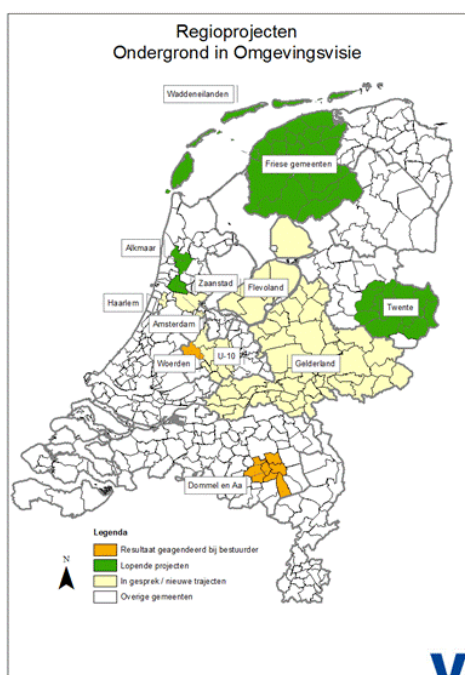 Regioprojecten
Ondergrond in Omgevingsvisie
Waddeneilanden
Friese gemeenten
Alkmaar
Zaanstad
Flevoland
Haarlem
Twente
Amsterdam
U-10
Woerden
Gelderland
Dommel en Aa
Legenda
N
Resultaat geagendeerd bij bestuurder
Lopende projecten
In gesprek / nieuwe trajecten
Overige gemeenten